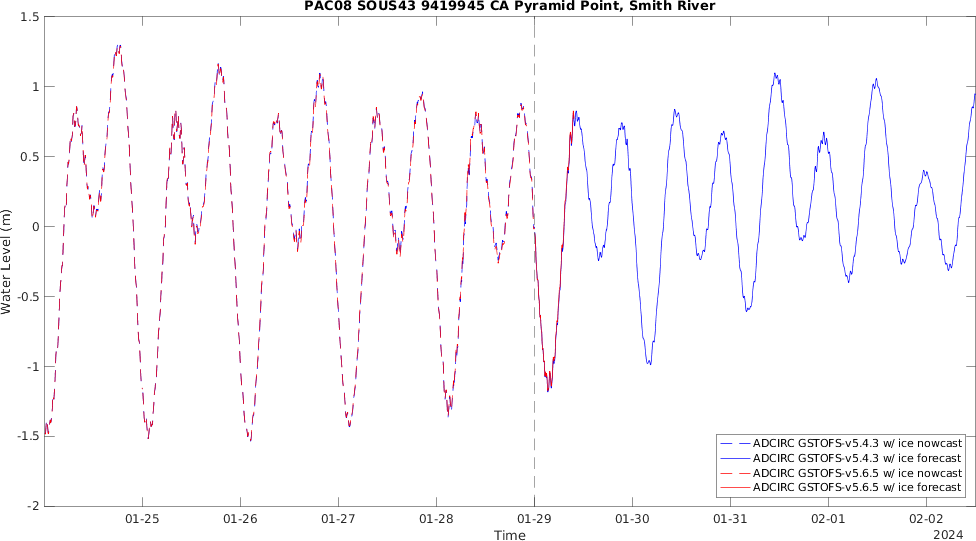 PAC08 SOUS43 9419945 CA Pyramid Point, Smith River
1.5
1
0.5
0
-0.5
-1
-1.5
-2
Water Level (m)
01-25 01-26 01-27 01-28 01-29 01-30 01-31 02-01 02-02
Time
2024
ADCIRC GSTOFS-v5.4.3 w/ ice nowcast
ADCIRC GSTOFS-v5.4.3 w/ ice forecast
ADCIRC GSTOFS-v5.6.5 w/ ice nowcast
ADCIRC GSTOFS-v5.6.5 w/ ice forecast